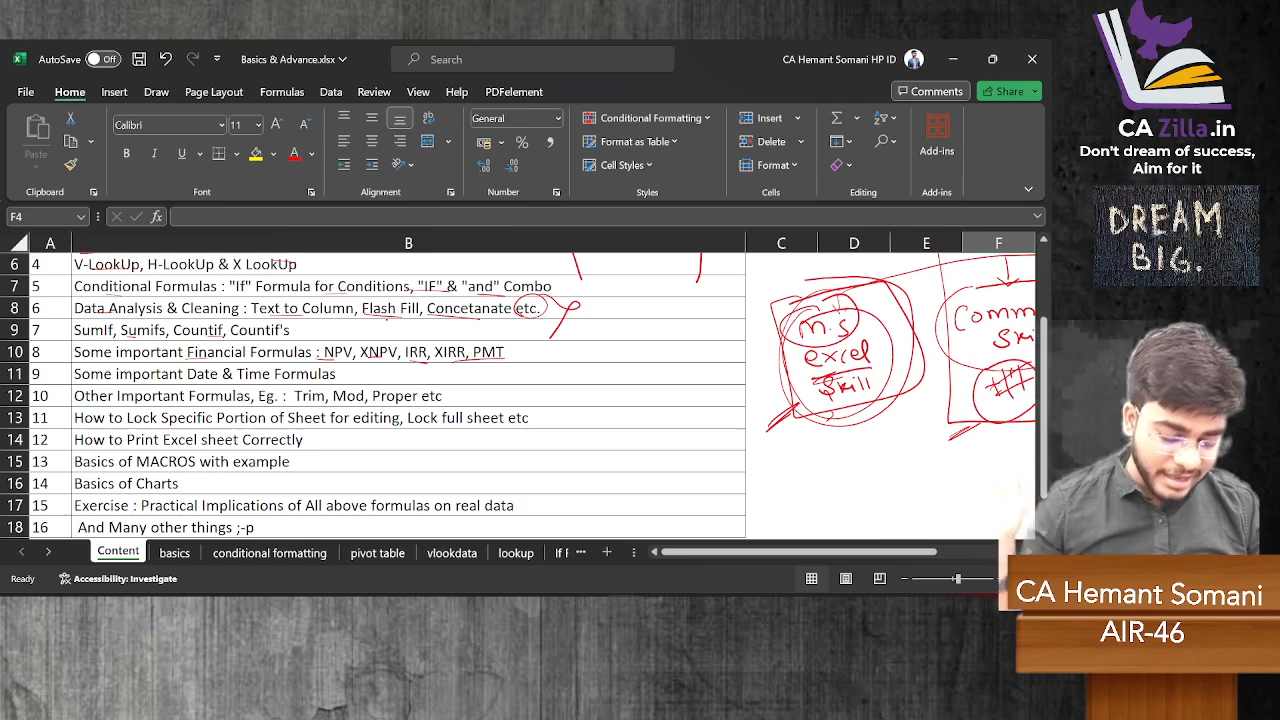 AutoSave Off
Basics & Advance.xlsx
Search
CA Hemant Somani HP ID
File Home Insert Draw Page Layout Formulas Data Review View Help PDFelement
Comments Share
Paste
Calibri 11
General
Conditional Formatting
Format as Table
Cell Styles
Insert
Delete
Format
Add-ins
Clipboard Font Alignment Number Styles Cells Editing Add-ins
F4 fx
A B C D E F
6 4 V-LookUp, H-LookUp & X LookUp
7 5 Conditional Formulas : "If" Formula for Conditions, "IF" & "and" Combo
8 6 Data Analysis & Cleaning : Text to Column, Flash Fill, Concetanate etc.
9 7 SumIf, Sumifs, Countif, Countif's
10 8 Some important Financial Formulas : NPV, XNPV, IRR, XIRR, PMT
11 9 Some important Date & Time Formulas
12 10 Other Important Formulas, Eg. : Trim, Mod, Proper etc
13 11 How to Lock Specific Portion of Sheet for editing, Lock full sheet etc
14 12 How to Print Excel sheet Correctly
15 13 Basics of MACROS with example
16 14 Basics of Charts
17 15 Exercise : Practical Implications of All above formulas on real data
18 16 And Many other things ;-p
M.S
excel
Skill
Comm
Content basics conditional formatting pivot table vlookdata lookup If
Ready Accessibility: Investigate
CA Zilla.in
Don't dream of success,
Aim for it
DREAM
BIG.
CA Hemant Somani
AIR-46